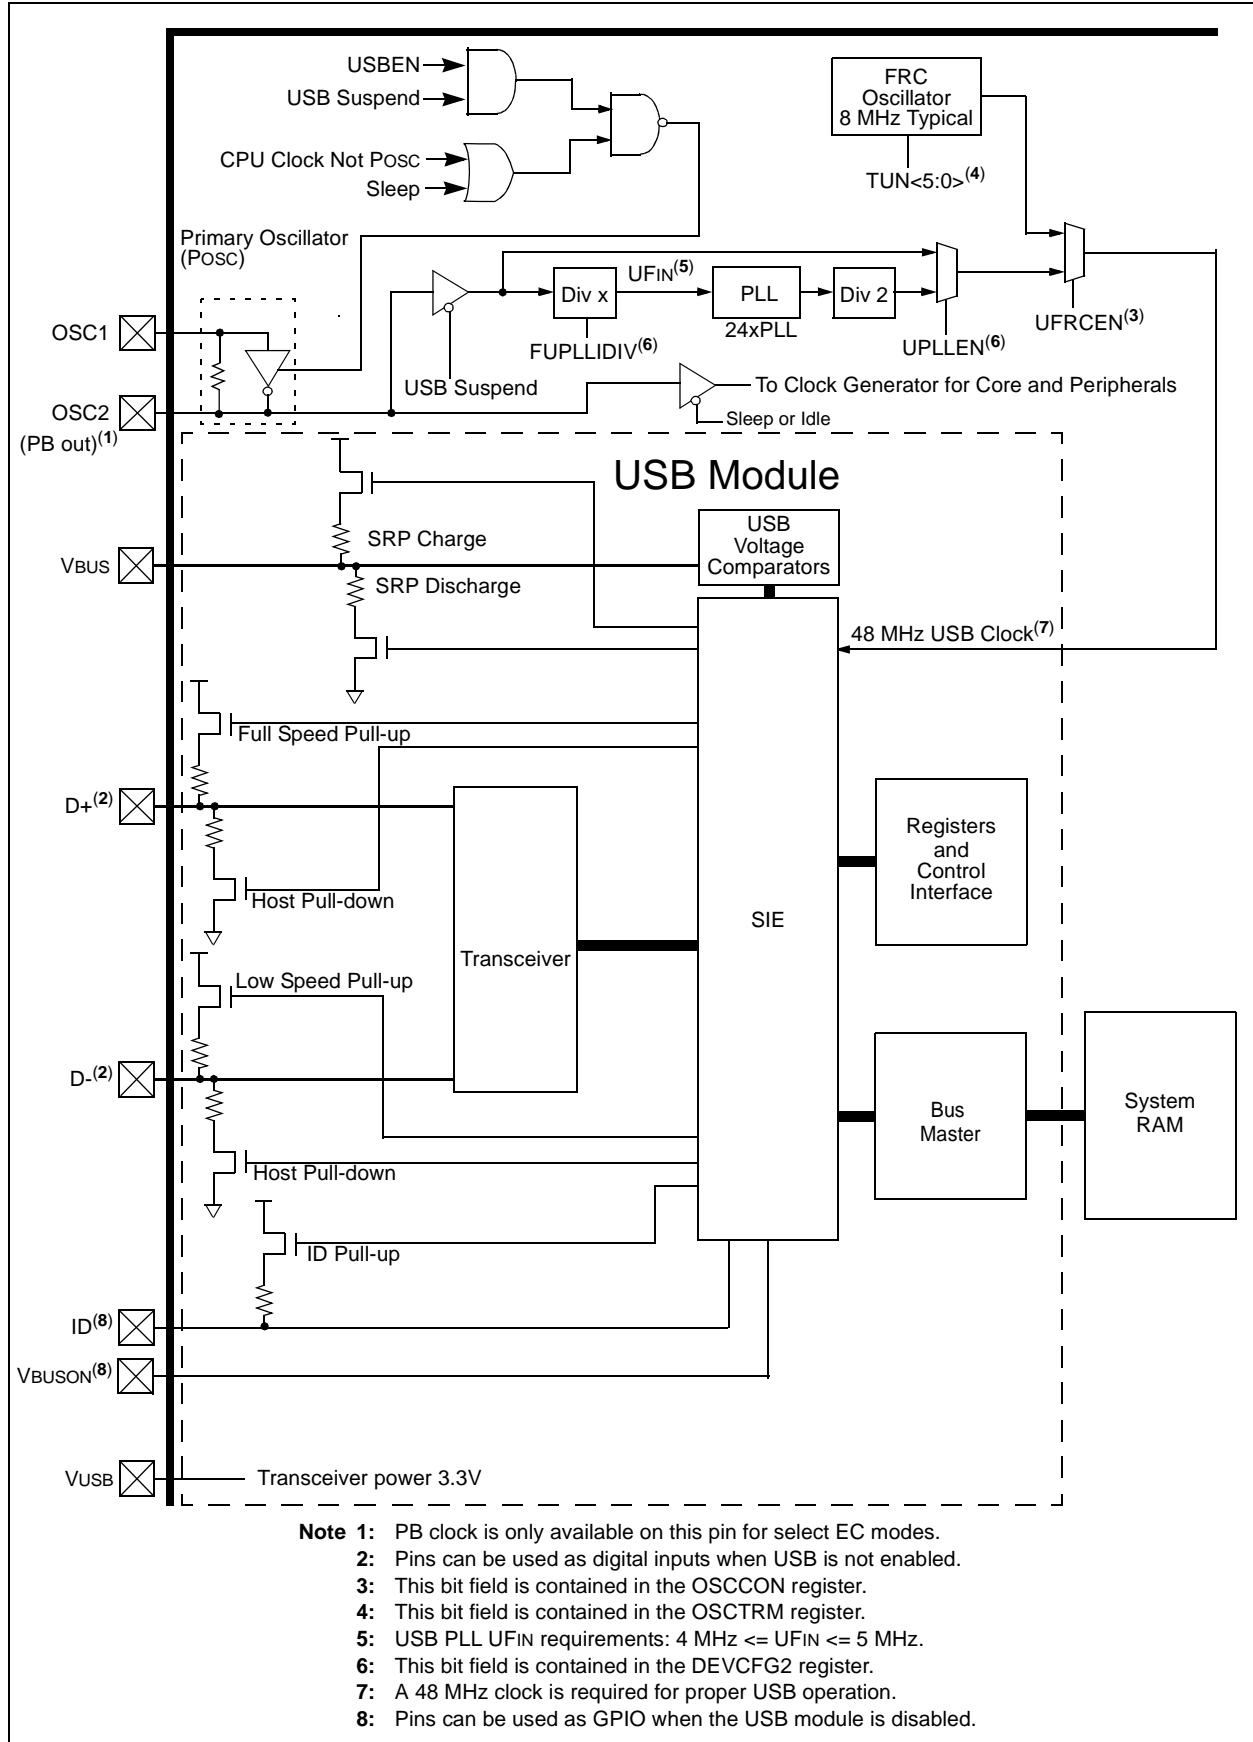 USBEN
USB Suspend
CPU Clock Not POSC
Sleep
FRC
Oscillator
8 MHz Typical
TUN<5:0>(4)
Primary Oscillator
(POSC)
UFIN(5)
Div x
PLL
Div 2
24xPLL
FUPLLIDIV(6)
UPLLEN(6)
UFRCEN(3)
OSC1
USB Suspend
To Clock Generator for Core and Peripherals
OSC2
(PB out)(1)
Sleep or Idle
USB Module
USB
Voltage
Comparators
SRP Charge
VBUS
SRP Discharge
48 MHz USB Clock(7)
Full Speed Pull-up
D+(2)
Registers
and
Control
Interface
Host Pull-down
SIE
Transceiver
Low Speed Pull-up
D-(2)
Bus
Master
System
RAM
Host Pull-down
ID Pull-up
ID(8)
VBUSON(8)
VUSB
Transceiver power 3.3V
Note 1: PB clock is only available on this pin for select EC modes.
2: Pins can be used as digital inputs when USB is not enabled.
3: This bit field is contained in the OSCCON register.
4: This bit field is contained in the OSCTRM register.
5: USB PLL UFIN requirements: 4 MHz <= UFIN <= 5 MHz.
6: This bit field is contained in the DEVCFG2 register.
7: A 48 MHz clock is required for proper USB operation.
8: Pins can be used as GPIO when the USB module is disabled.